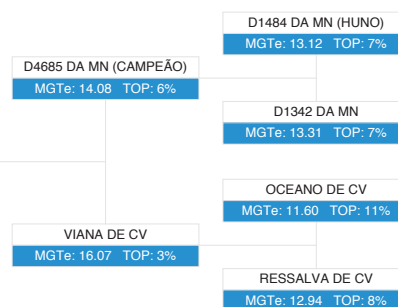 D1484 DA MN (HUNO)
MGTe: 13.12 TOP: 7%
D4685 DA MN (CAMPEÃO)
MGTe: 14.08 TOP: 6%
D1342 DA MN
MGTe: 13.31 TOP: 7%
OCEANO DE CV
MGTe: 11.60 TOP: 11%
VIANA DE CV
MGTe: 16.07 TOP: 3%
RESSALVA DE CV
MGTe: 12.94 TOP: 8%